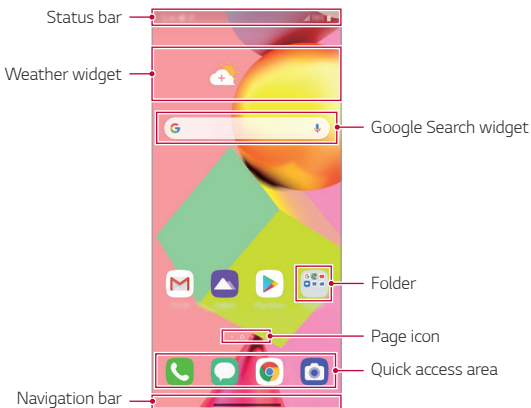 Status bar
Weather widget
Google Search widget
Folder
Page icon
Quick access area
Navigation bar